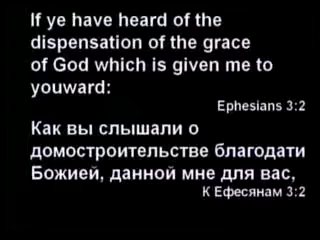 If ye have heard of the
dispensation of the grace
of God which is given me to
youward:
Ephesians 3:2
Как вы слышали о
домостроительстве благодати
Божией, данной мне для вас,
К Ефесянам 3:2